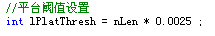 //平台阈值设置
int lPlatThresh = nLen * 0.0025 ;